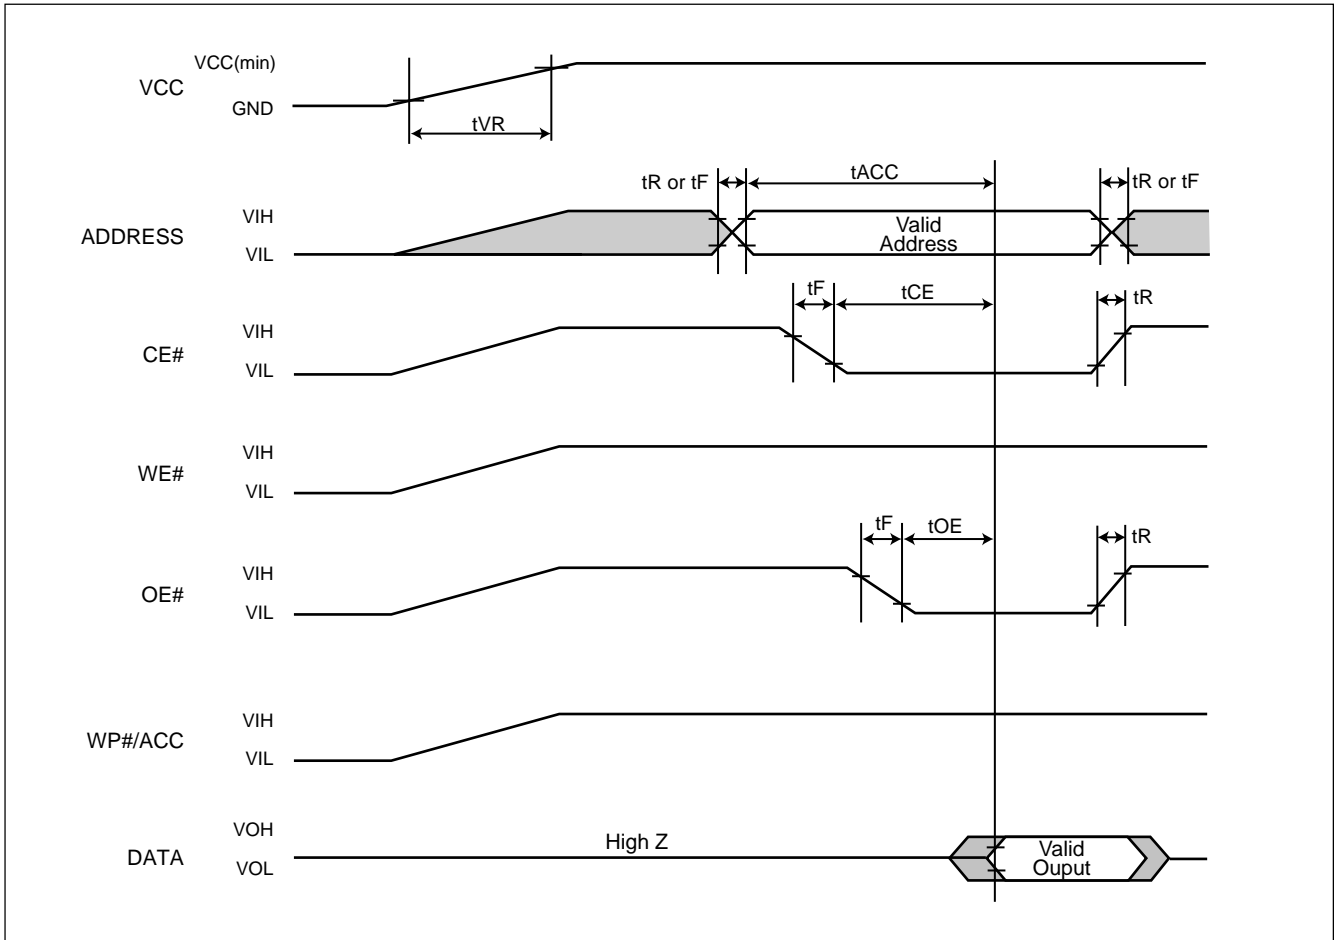 VCC(min)
VCC
GND
tVR
tR or tF
tACC
tR or tF
VIH
ADDRESS
VIL
Valid
Address
tF
tCE
tR
VIH
CE#
VIL
VIH
WE#
VIL
tF
tOE
tR
VIH
OE#
VIL
VIH
WP#/ACC
VIL
VOH
DATA
VOL
High Z
Valid
Ouput